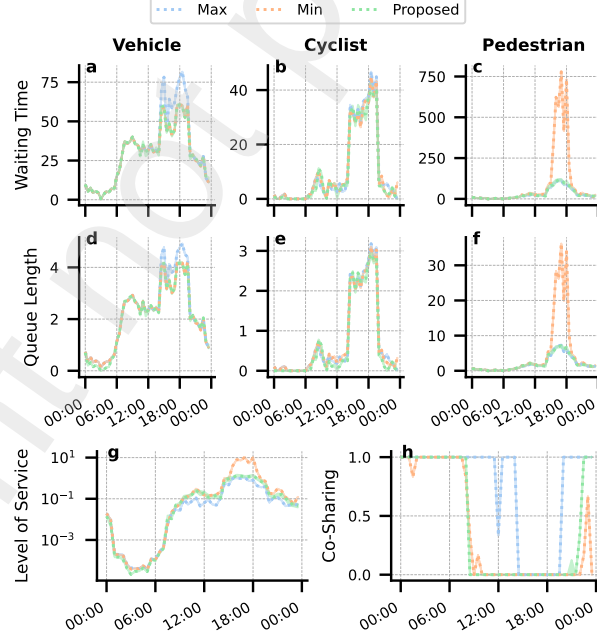 Max Min Proposed
Vehicle Cyclist Pedestrian
a b c
Waiting Time
75
50
25
0
40
20
0
750
500
250
0
d e f
Queue Length
4
2
0
3
2
1
0
30
20
10
0
00:00 06:00 12:00 18:00 00:00
00:00 06:00 12:00 18:00 00:00
00:00 06:00 12:00 18:00 00:00
g h
Level of Service
10¹
10⁻¹
10⁻³
Co-Sharing
1.0
0.5
0.0
00:00 06:00 12:00 18:00 00:00
00:00 06:00 12:00 18:00 00:00